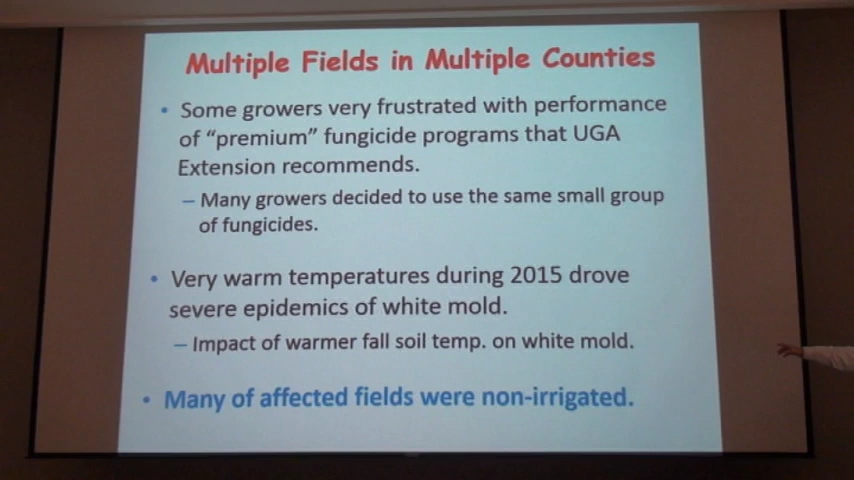 Multiple Fields in Multiple Counties
• Some growers very frustrated with performance
of “premium” fungicide programs that UGA
Extension recommends.
– Many growers decided to use the same small group
of fungicides.
• Very warm temperatures during 2015 drove
severe epidemics of white mold.
– Impact of warmer fall soil temp. on white mold.
• Many of affected fields were non-irrigated.